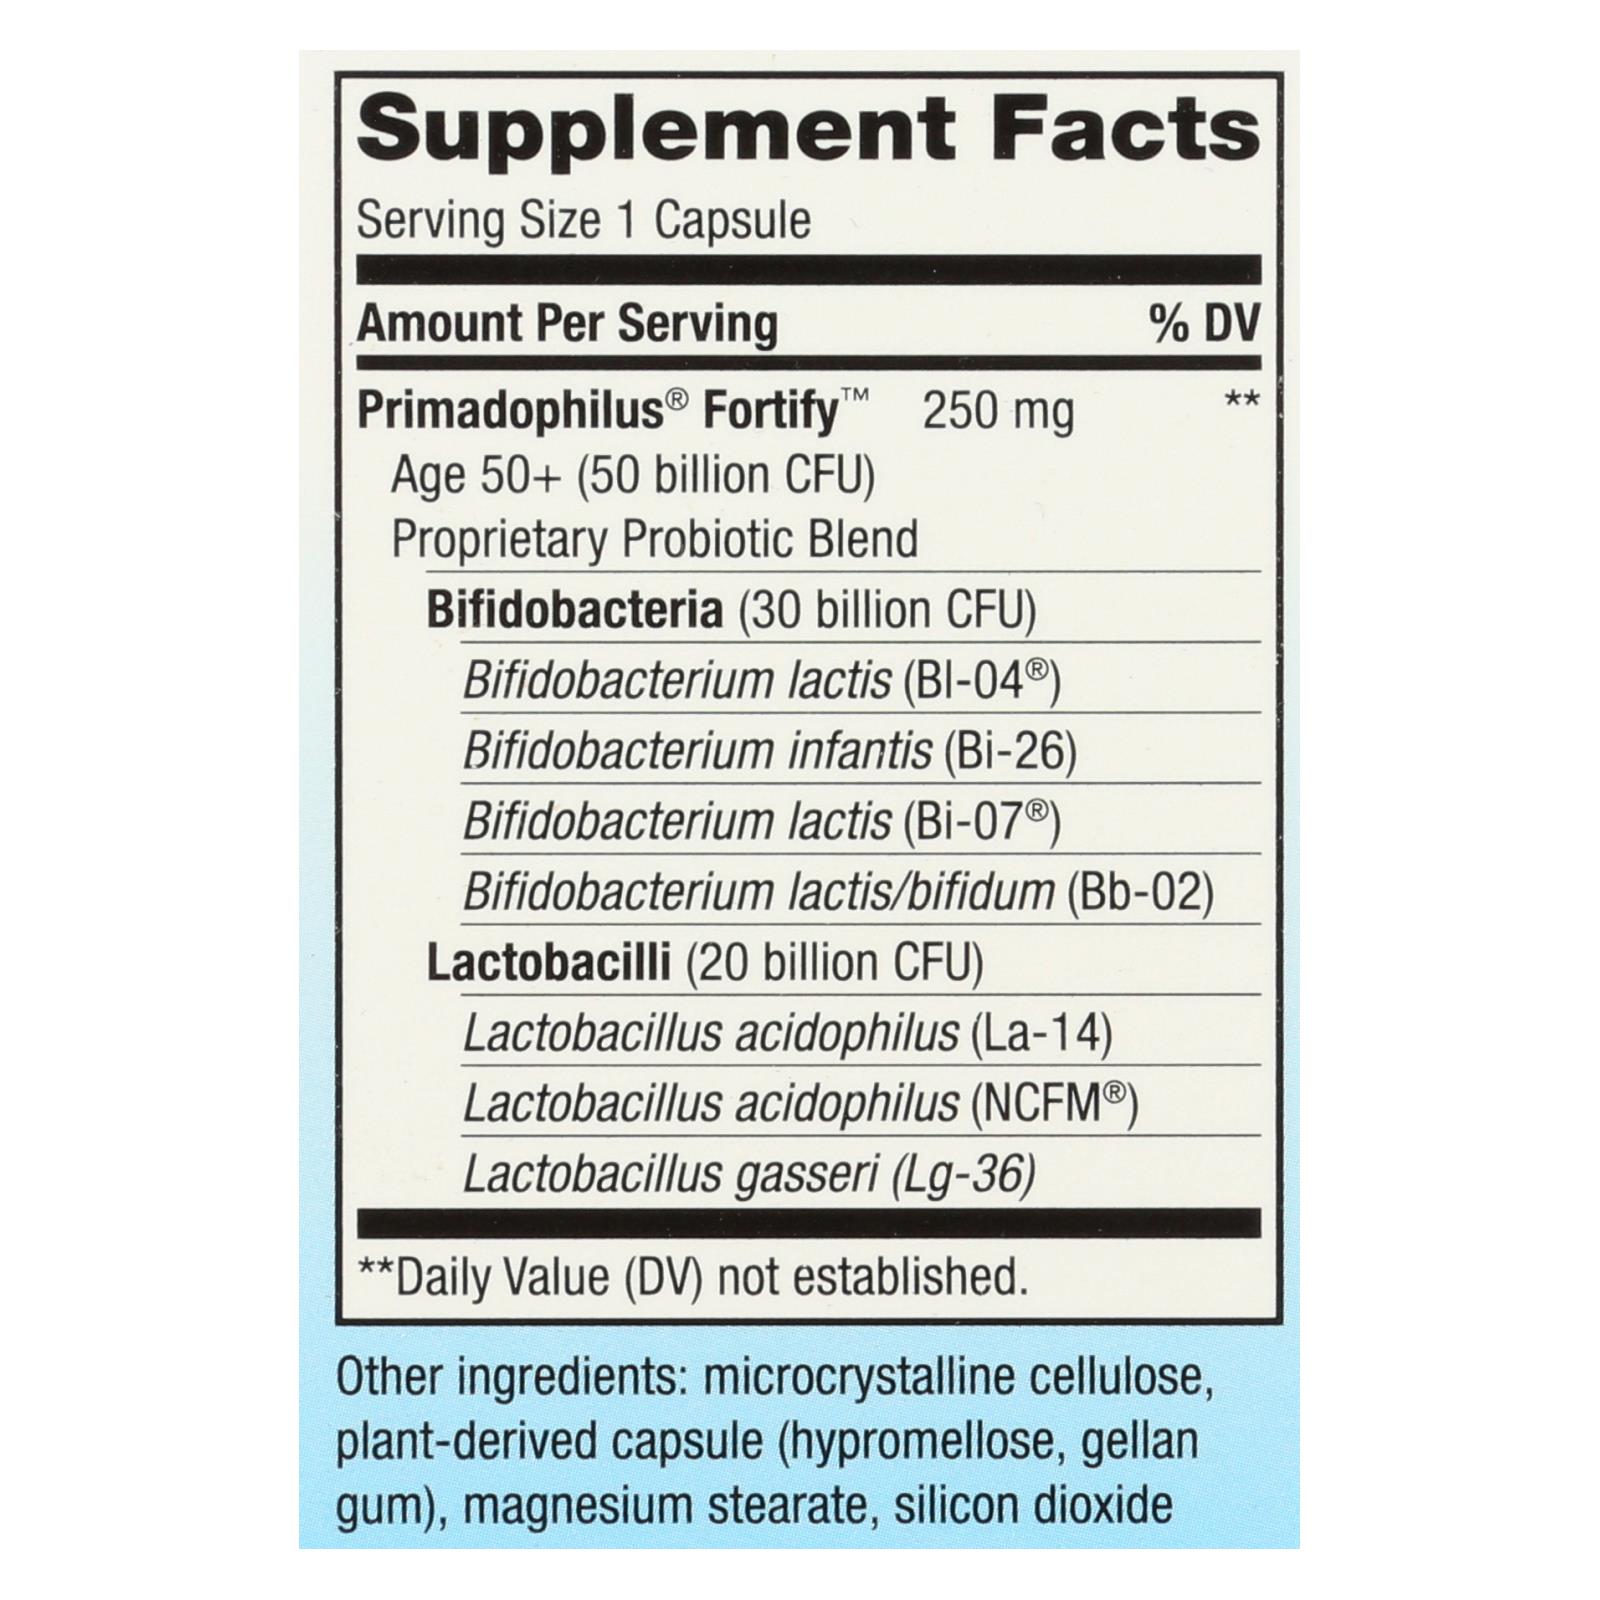 Supplement Facts
Serving Size 1 Capsule
Amount Per Serving % DV
Primadophilus® Fortify™ 250 mg **
Age 50+ (50 billion CFU)
Proprietary Probiotic Blend
Bifidobacteria (30 billion CFU)
Bifidobacterium lactis (Bl-04®)
Bifidobacterium infantis (Bi-26)
Bifidobacterium lactis (Bi-07®)
Bifidobacterium lactis/bifidum (Bb-02)
Lactobacilli (20 billion CFU)
Lactobacillus acidophilus (La-14)
Lactobacillus acidophilus (NCFM®)
Lactobacillus gasseri (Lg-36)
**Daily Value (DV) not established.
Other ingredients: microcrystalline cellulose,
plant-derived capsule (hypromellose, gellan
gum), magnesium stearate, silicon dioxide